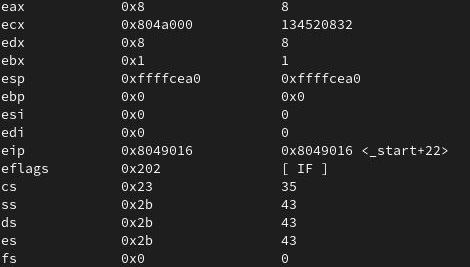 eax 0x8 8
ecx 0x804a000 134520832
edx 0x8 8
ebx 0x1 1
esp 0xffffcea0 0xffffcea0
ebp 0x0 0x0
esi 0x0 0
edi 0x0 0
eip 0x8049016 0x8049016 <_start+22>
eflags 0x202 [ IF ]
cs 0x23 35
ss 0x2b 43
ds 0x2b 43
es 0x2b 43
fs 0x0 0